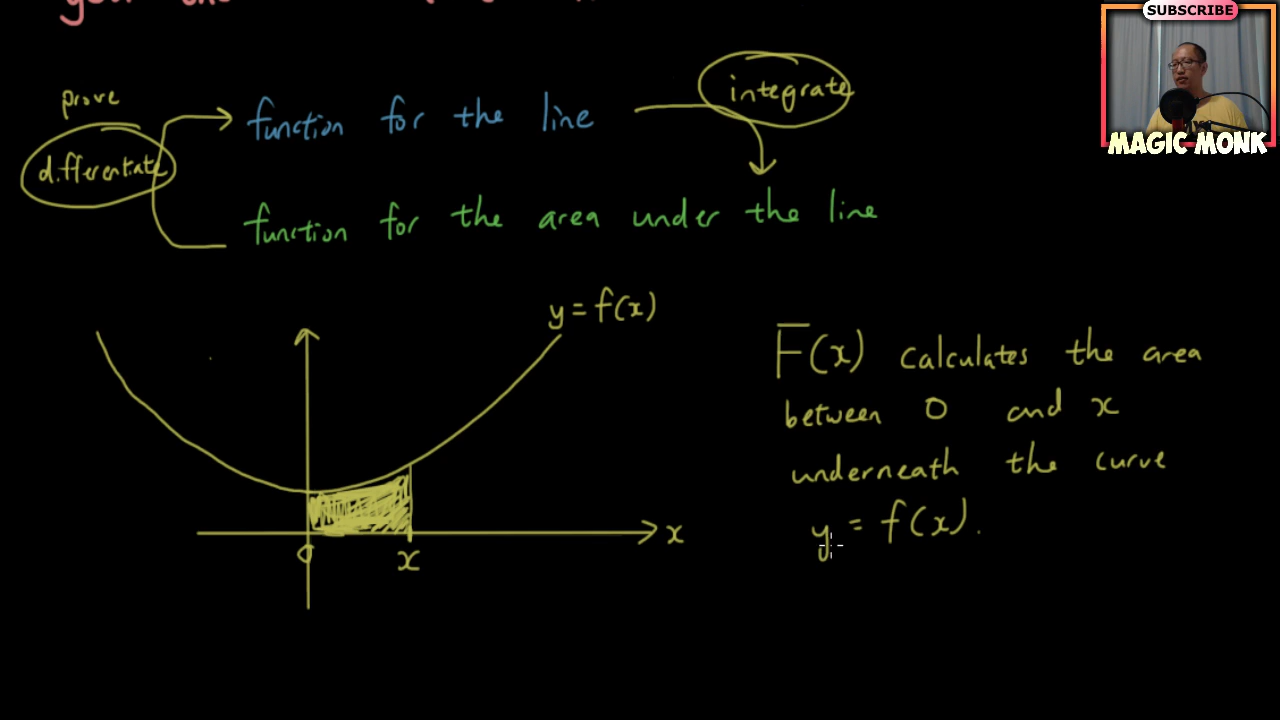 SUBSCRIBE
MAGIC MONK
prove
differentiate
function for the line
integrate
function for the area under the line
y = f(x)
F(x) calculates the area
between 0 and x
underneath the curve
y = f(x).
0
x
x